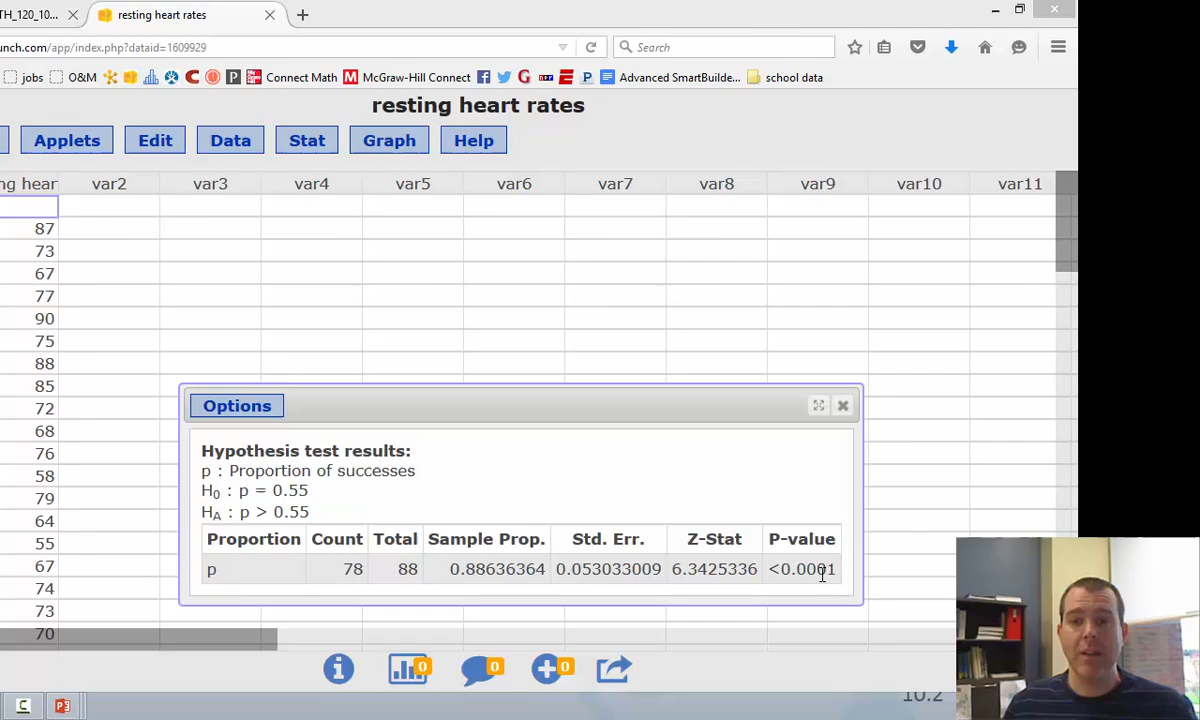 TH_120_10...
resting heart rates
unch.com/app/index.php?dataid=1609929
Search
jobs O&M Connect Math McGraw-Hill Connect Advanced SmartBuilde... school data
resting heart rates
Applets Edit Data Stat Graph Help
ng hear var2 var3 var4 var5 var6 var7 var8 var9 var10 var11
87
73
67
77
90
75
88
85
72
68
76
58
79
64
55
67
74
73
70
Options
Hypothesis test results:
p : Proportion of successes
H0 : p = 0.55
HA : p > 0.55
Proportion Count Total Sample Prop. Std. Err. Z-Stat P-value
p 78 88 0.88636364 0.053033009 6.3425336 <0.0001
0 0 0
10.2